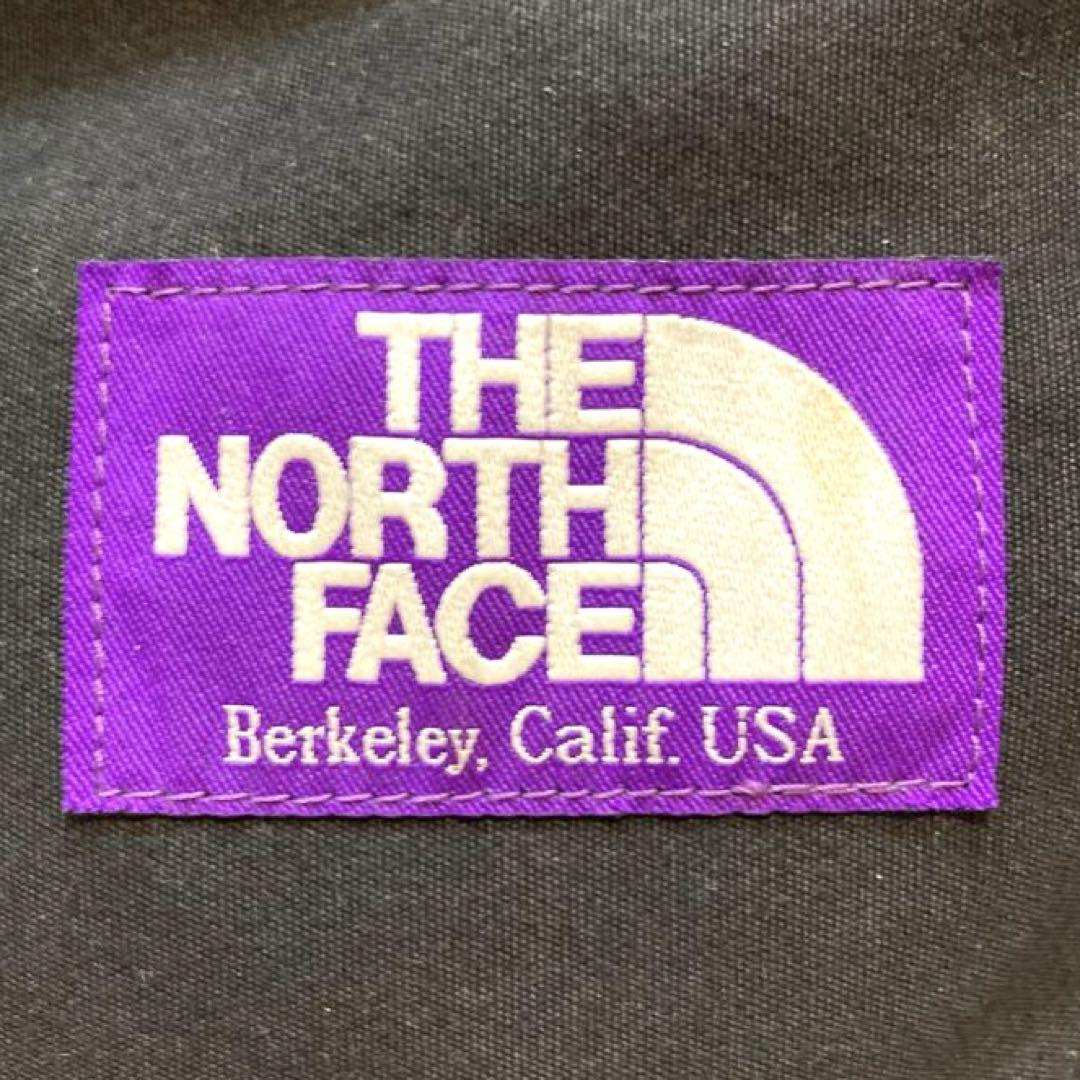 THE
NORTH
FACE
Berkeley, Calif. USA